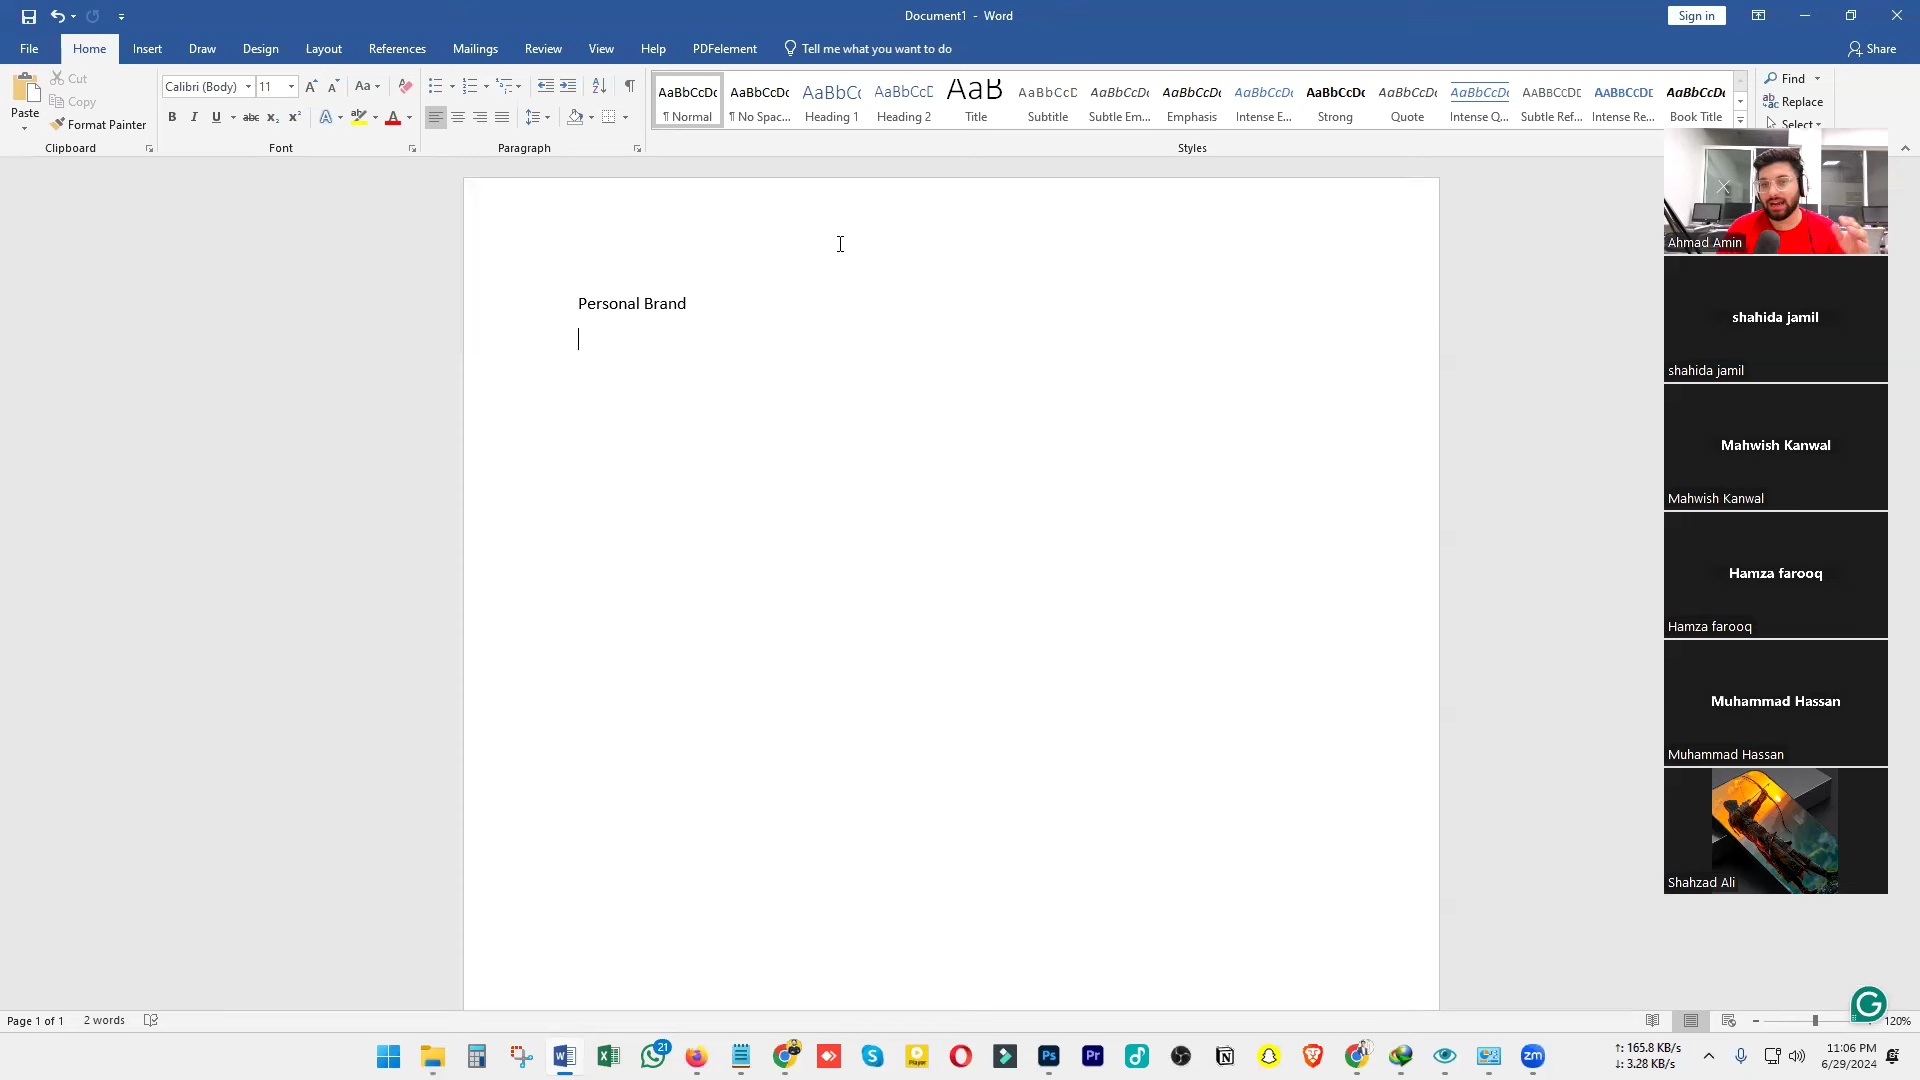 Document1 - Word
Sign in
File Home Insert Draw Design Layout References Mailings Review View Help PDFelement Tell me what you want to do Share
Paste
Cut
Copy
Format Painter
Clipboard
Calibri (Body) 11
Font
Paragraph
AaBbCcDc AaBbCcDc AaBbCc AaBbCcD AaB AaBbCcD AaBbCcDc AaBbCcDc AaBbCcDc AaBbCcDc AaBbCcDc AaBbCcDc AABBCCDE AABBCCDE AaBbCcDc
¶ Normal ¶ No Spac... Heading 1 Heading 2 Title Subtitle Subtle Em... Emphasis Intense E... Strong Quote Intense Q... Subtle Ref... Intense Re... Book Title
Styles
Find
Replace
Select
Personal Brand
Ahmad Amin
shahida jamil
shahida jamil
Mahwish Kanwal
Mahwish Kanwal
Hamza farooq
Hamza farooq
Muhammad Hassan
Muhammad Hassan
Shahzad Ali
Page 1 of 1 2 words
120%
21
↑: 165.8 KB/s
↓: 3.28 KB/s
11:06 PM
6/29/2024